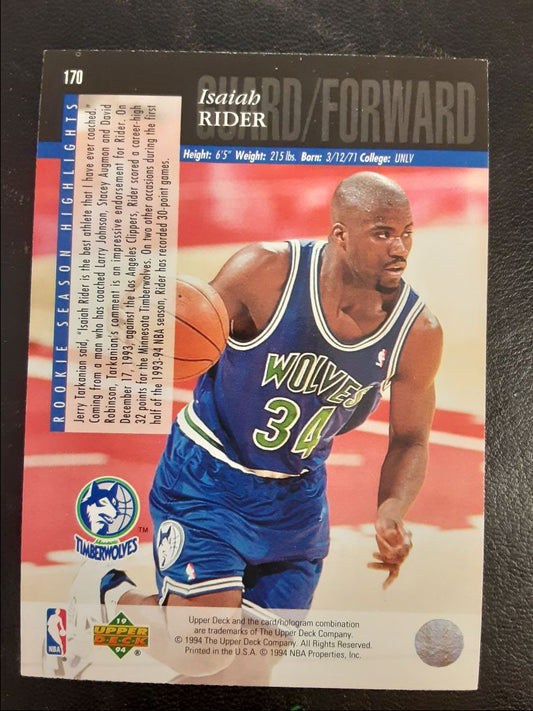 170
GUARD/FORWARD
Isaiah
RIDER
Height: 6'5" Weight: 215 lbs. Born: 3/12/71 College: UNLV
ROOKIE SEASON HIGHLIGHTS
Jerry Tarkanian said, "Isaiah Rider is the best athlete that I have ever coached."
Coming from a man who has coached Larry Johnson, Stacey Augmon and David
Robinson, Tarkanian's comment is an impressive endorsement for Rider. On
December 17, 1993, against the Los Angeles Clippers, Rider scored a career-high
32 points for the Minnesota Timberwolves. On two other occasions during the first
half of the 1993-94 NBA season, Rider has recorded 30-point games.
WOLVES
34
Minnesota
TIMBERWOLVES
TM
NBA
19
UPPER
DECK
94
®
Upper Deck and the card/hologram combination
are trademarks of The Upper Deck Company.
© 1994 The Upper Deck Company. All Rights Reserved.
Printed in the U.S.A. © 1994 NBA Properties, Inc.